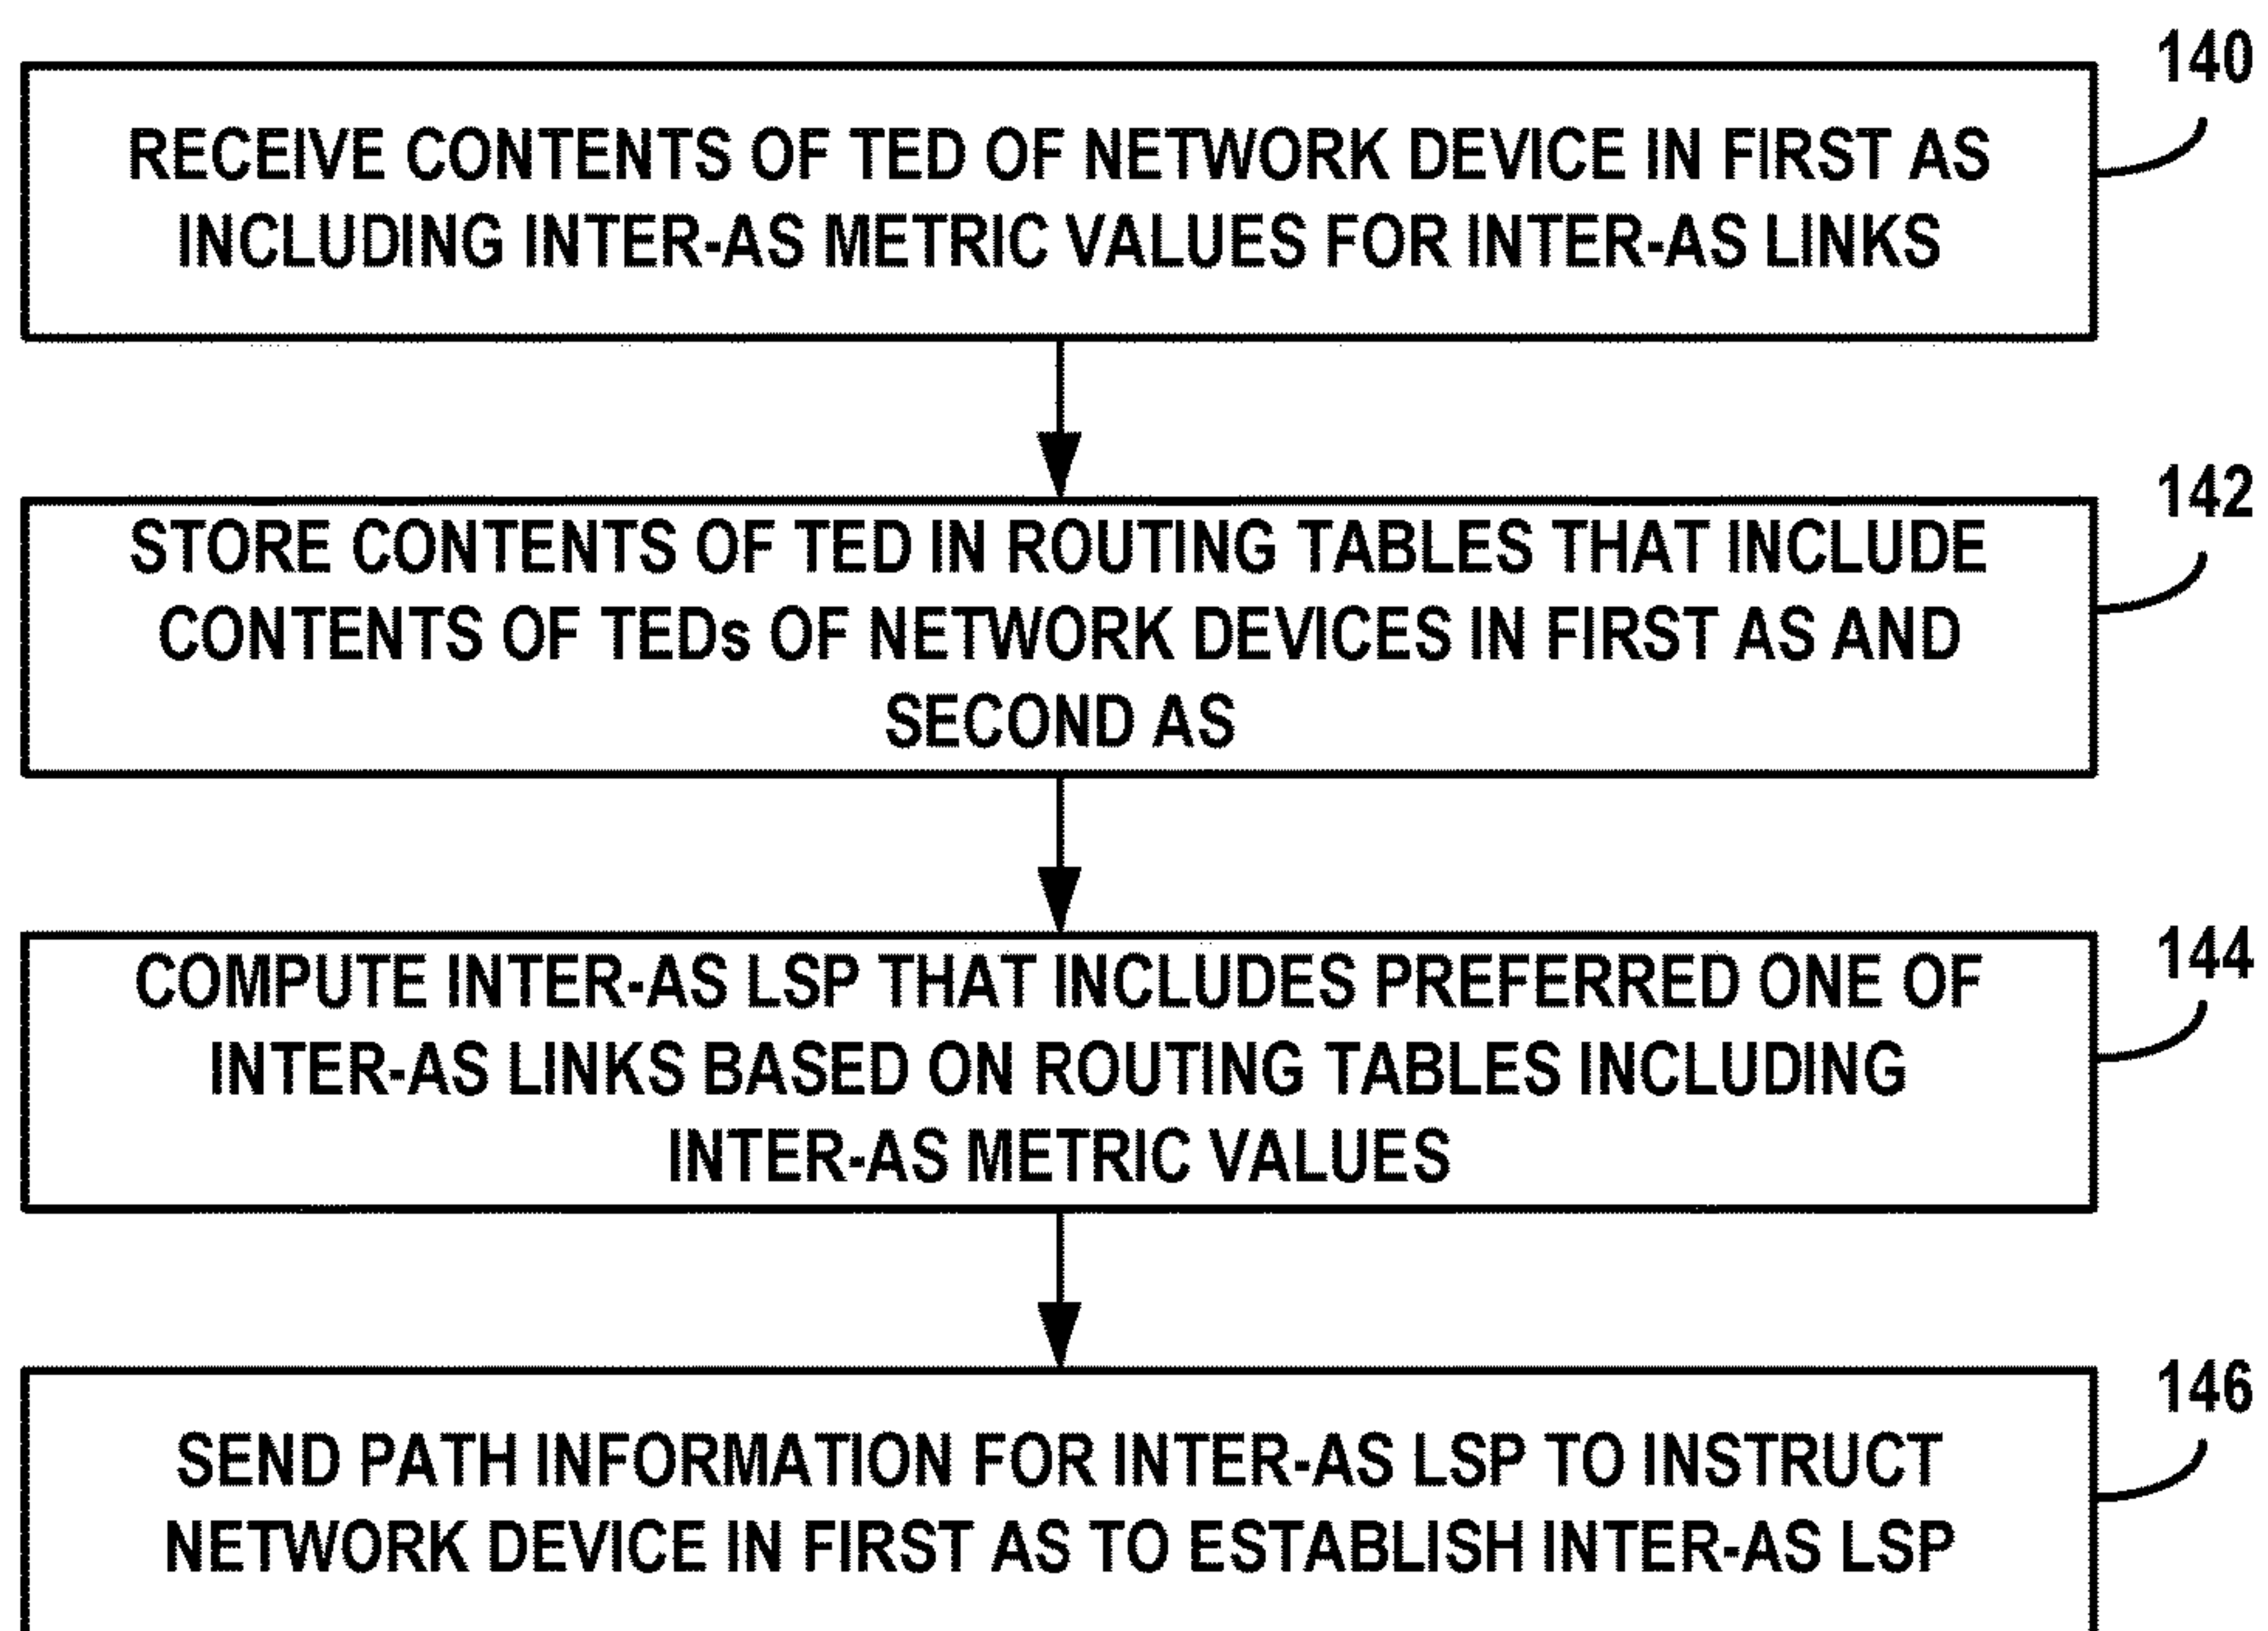 140
RECEIVE CONTENTS OF TED OF NETWORK DEVICE IN FIRST AS
INCLUDING INTER-AS METRIC VALUES FOR INTER-AS LINKS
142
STORE CONTENTS OF TED IN ROUTING TABLES THAT INCLUDE
CONTENTS OF TEDs OF NETWORK DEVICES IN FIRST AS AND
SECOND AS
144
COMPUTE INTER-AS LSP THAT INCLUDES PREFERRED ONE OF
INTER-AS LINKS BASED ON ROUTING TABLES INCLUDING
INTER-AS METRIC VALUES
146
SEND PATH INFORMATION FOR INTER-AS LSP TO INSTRUCT
NETWORK DEVICE IN FIRST AS TO ESTABLISH INTER-AS LSP